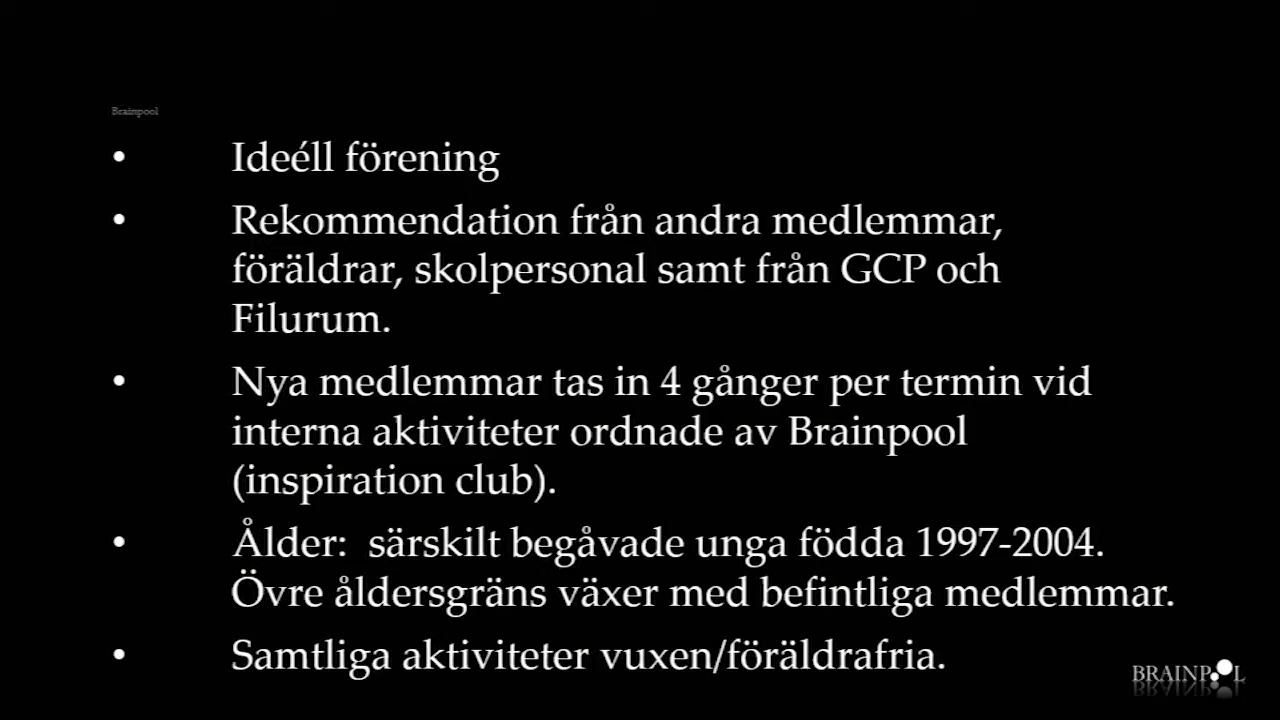 Brainpool
• Ideéll förening
• Rekommendation från andra medlemmar,
föräldrar, skolpersonal samt från GCP och
Filurum.
• Nya medlemmar tas in 4 gånger per termin vid
interna aktiviteter ordnade av Brainpool
(inspiration club).
• Ålder:  särskilt begåvade unga födda 1997-2004.
Övre åldersgräns växer med befintliga medlemmar.
• Samtliga aktiviteter vuxen/föräldrafria.
BRAINPOOL